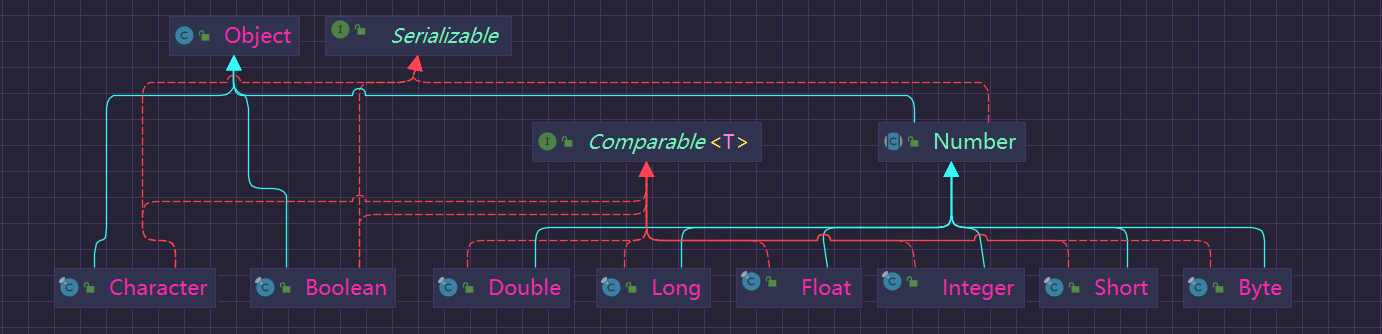 Object
Serializable
Comparable <T>
Number
Character
Boolean
Double
Long
Float
Integer
Short
Byte